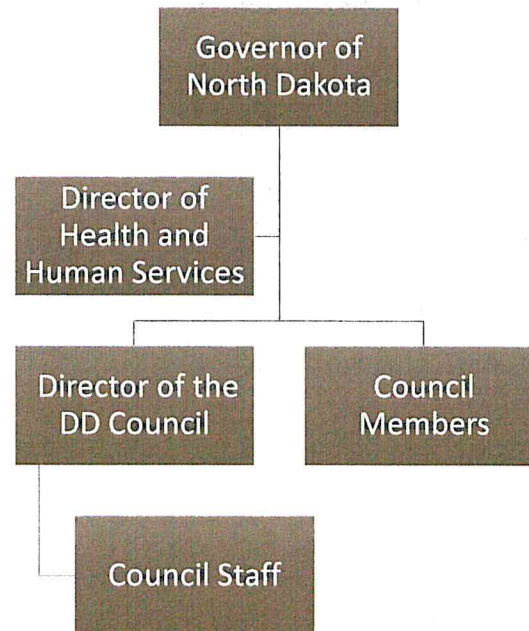 Governor of
North Dakota
Director of
Health and
Human Services
Director of the
DD Council
Council
Members
Council Staff